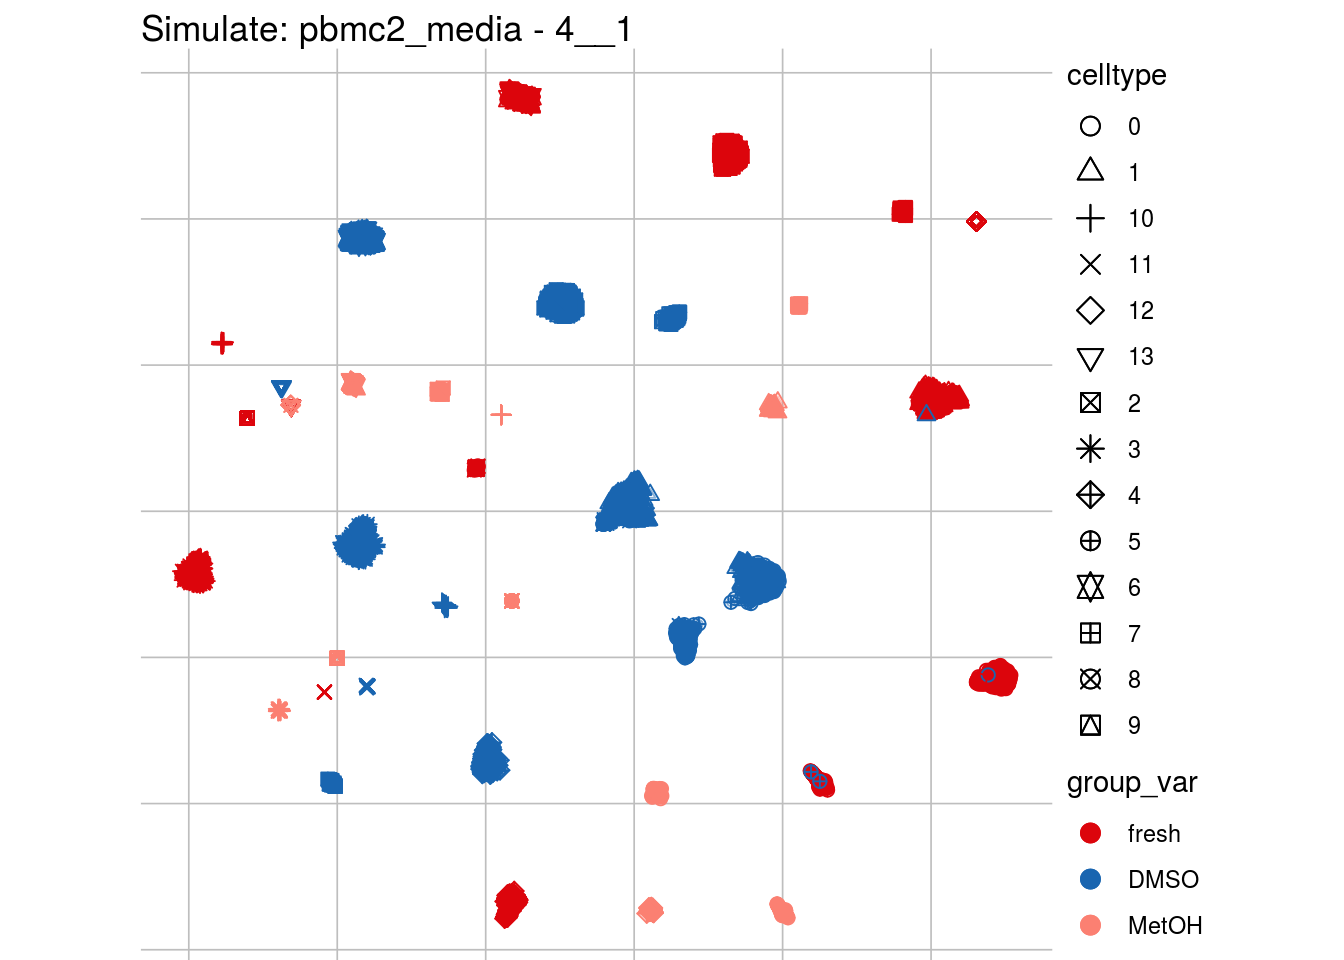 Simulate: pbmc2_media - 4__1
celltype
0
1
10
11
12
13
2
3
4
5
6
7
8
9
group_var
fresh
DMSO
MetOH